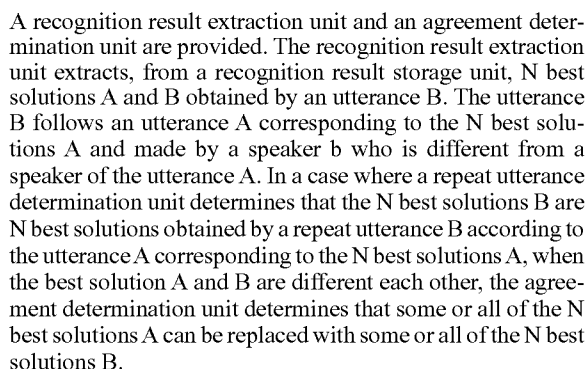 A recognition result extraction unit and an agreement deter-
mination unit are provided. The recognition result extraction
unit extracts, from a recognition result storage unit, N best
solutions A and B obtained by an utterance B. The utterance
B follows an utterance A corresponding to the N best solu-
tions A and made by a speaker b who is different from a
speaker of the utterance A. In a case where a repeat utterance
determination unit determines that the N best solutions B are
N best solutions obtained by a repeat utterance B according to
the utterance A corresponding to the N best solutions A, when
the best solution A and B are different each other, the agree-
ment determination unit determines that some or all of the N
best solutions A can be replaced with some or all of the N best
solutions B.